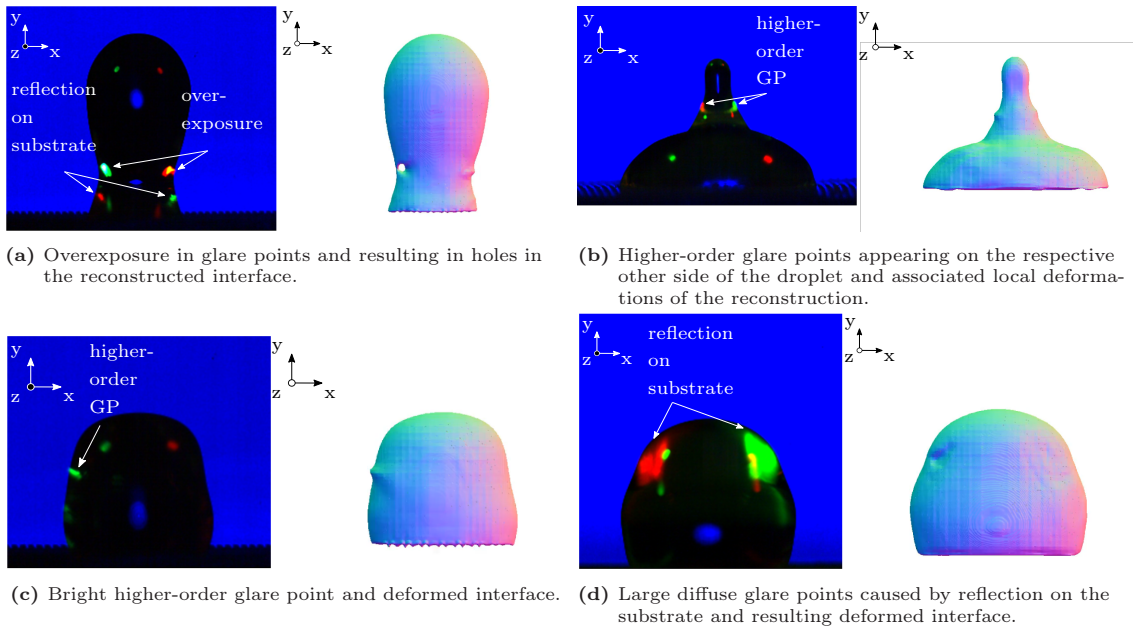 y
x
z
reflection
on
substrate
over-
exposure
y
x
z
(a) Overexposure in glare points and resulting in holes in
the reconstructed interface.
y
x
z
higher-
order
GP
y
x
z
(b) Higher-order glare points appearing on the respective
other side of the droplet and associated local deforma-
tions of the reconstruction.
y
x
z
higher-
order
GP
y
x
z
(c) Bright higher-order glare point and deformed interface.
y
x
z
reflection
on
substrate
y
x
z
(d) Large diffuse glare points caused by reflection on the
substrate and resulting deformed interface.